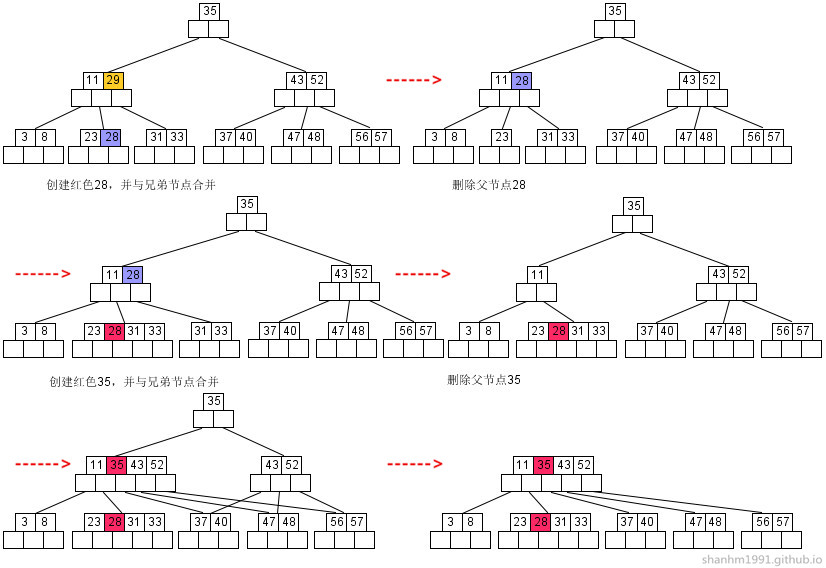 35 35
11 29 43 52 11 28 43 52
3 8 23 28 31 33 37 40 47 48 56 57 3 8 23 31 33 37 40 47 48 56 57
创建红色28，并与兄弟节点合并 删除父节点28
35 35
11 28 43 52 11 43 52
3 8 23 28 31 33 31 33 37 40 47 48 56 57 3 8 23 28 31 33 37 40 47 48 56 57
创建红色35，并与兄弟节点合并 删除父节点35
35
11 35 43 52 43 52 11 35 43 52
3 8 23 28 31 33 37 40 47 48 56 57 3 8 23 28 31 33 37 40 47 48 56 57
shanhm1991.github.io